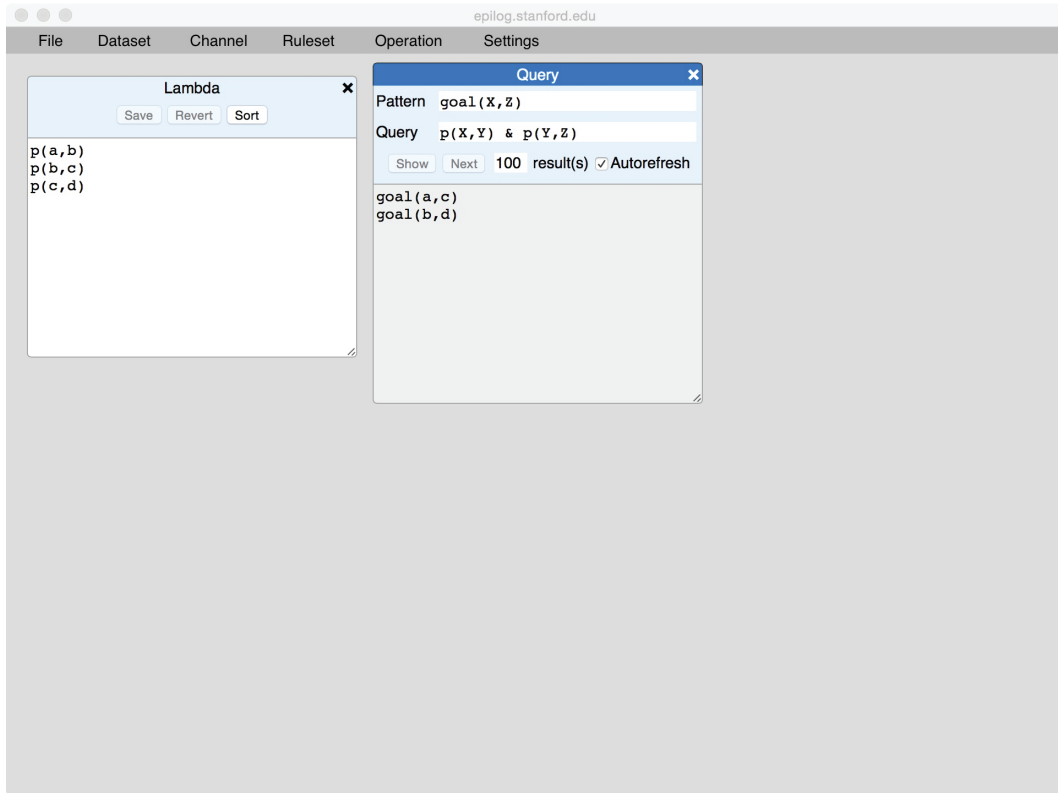 epilog.stanford.edu
File Dataset Channel Ruleset Operation Settings
Lambda
Save Revert Sort
p(a,b)
p(b,c)
p(c,d)
Query
Pattern goal(X,Z)
Query p(X,Y) & p(Y,Z)
Show Next 100 result(s) Autorefresh
goal(a,c)
goal(b,d)